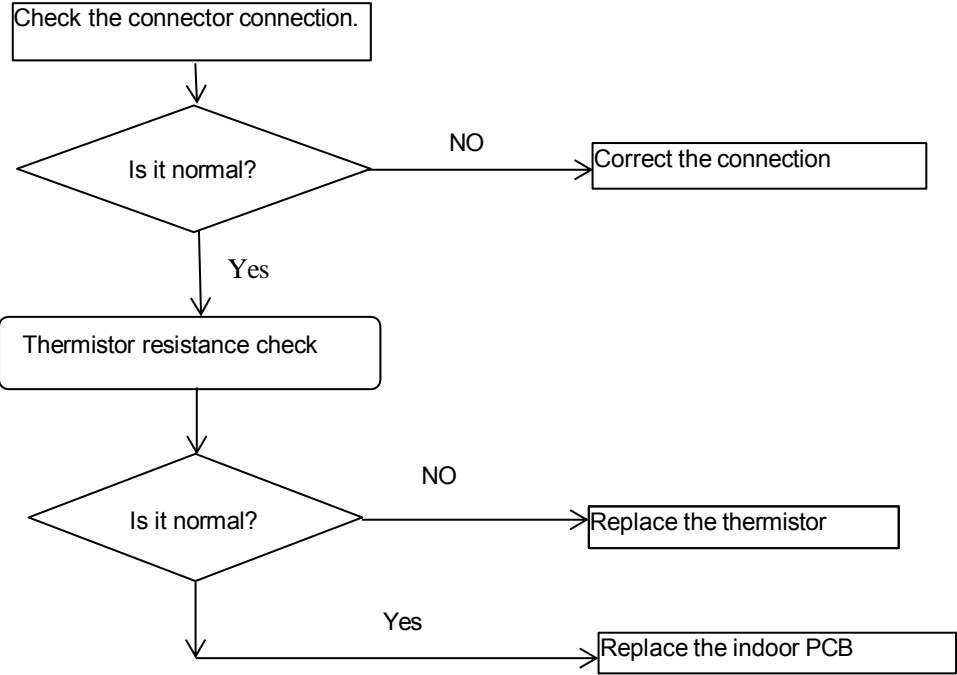 Check the connector connection.
NO
Is it normal?
Correct the connection
Yes
Thermistor resistance check
NO
Is it normal?
Replace the thermistor
Yes
Replace the indoor PCB